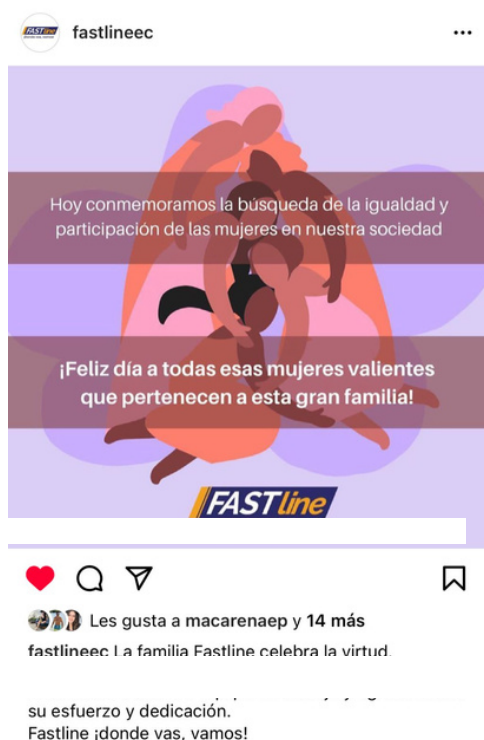 FASTline
fastlineec
Hoy conmemoramos la búsqueda de la igualdad y
participación de las mujeres en nuestra sociedad
¡Feliz día a todas esas mujeres valientes
que pertenecen a esta gran familia!
FASTline
Les gusta a macarenaep y 14 más
fastlineec La familia Fastline celebra la virtud,
su esfuerzo y dedicación.
Fastline ¡donde vas, vamos!